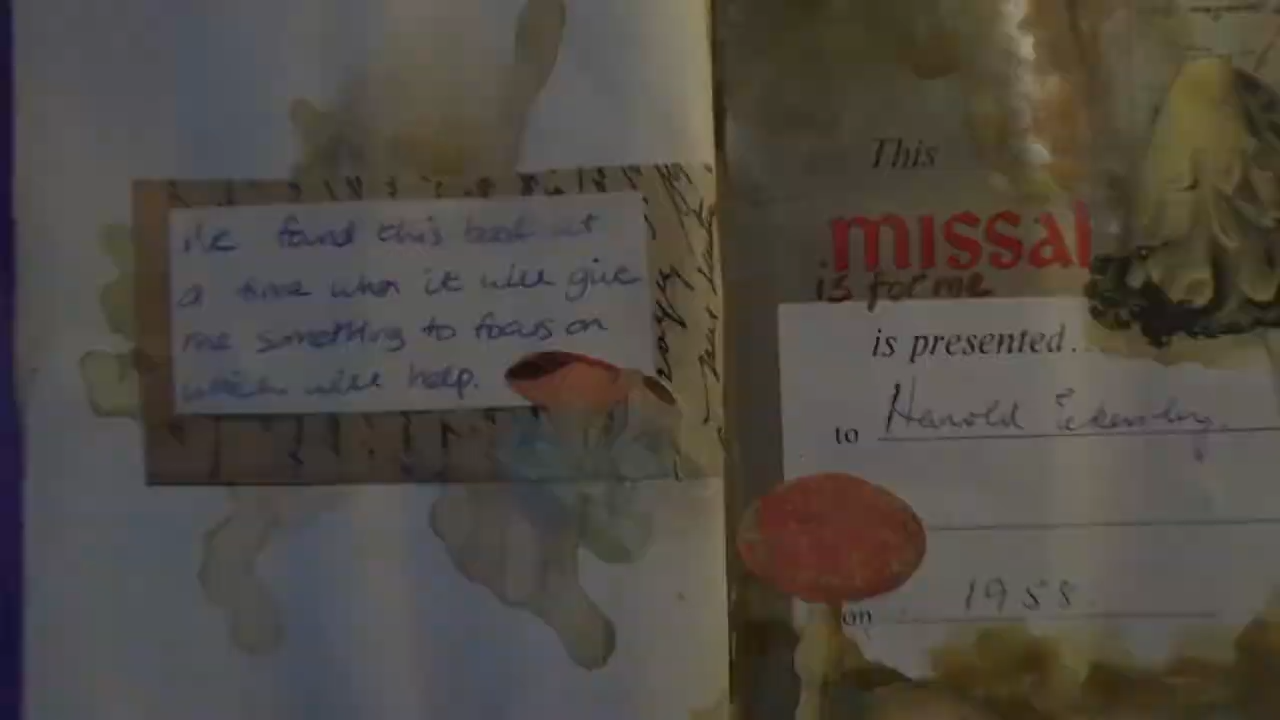 found this book at
a time when it will give
me something to focus on
which will help.
This
missal
is for me
is presented...
to Harold
on 1958